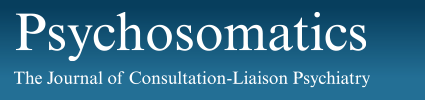 Psychosomatics
The Journal of Consultation-Liaison Psychiatry